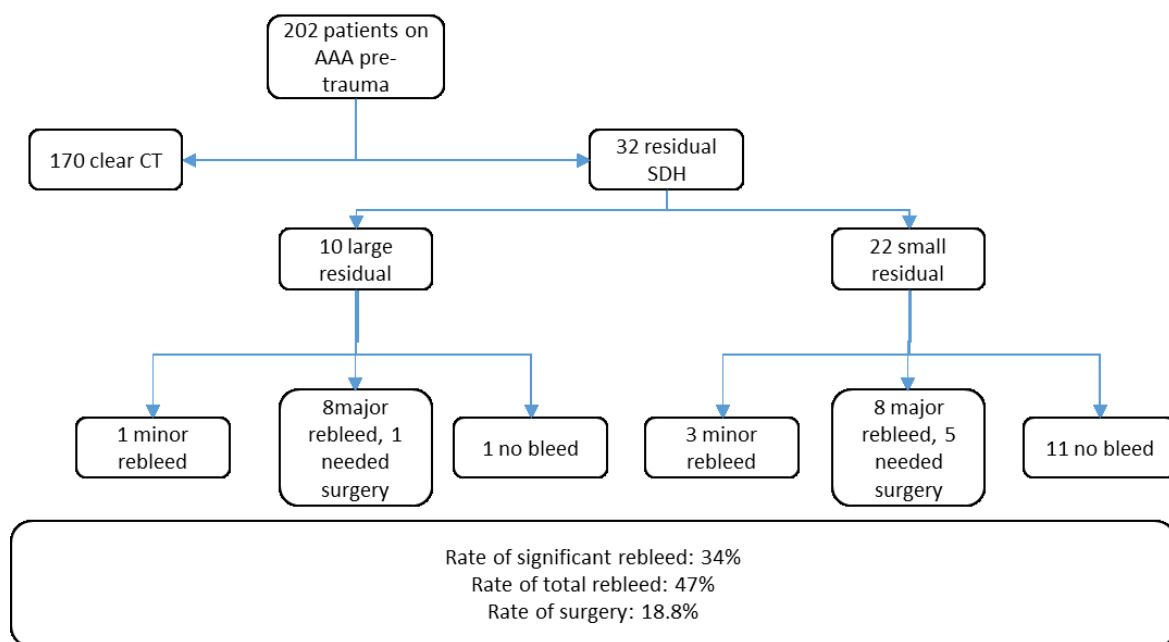 202 patients on
AAA pre-
trauma
170 clear CT
32 residual
SDH
10 large
residual
22 small
residual
1 minor
rebleed
8major
rebleed, 1
needed
surgery
1 no bleed
3 minor
rebleed
8 major
rebleed, 5
needed
surgery
11 no bleed
Rate of significant rebleed: 34%
Rate of total rebleed: 47%
Rate of surgery: 18.8%